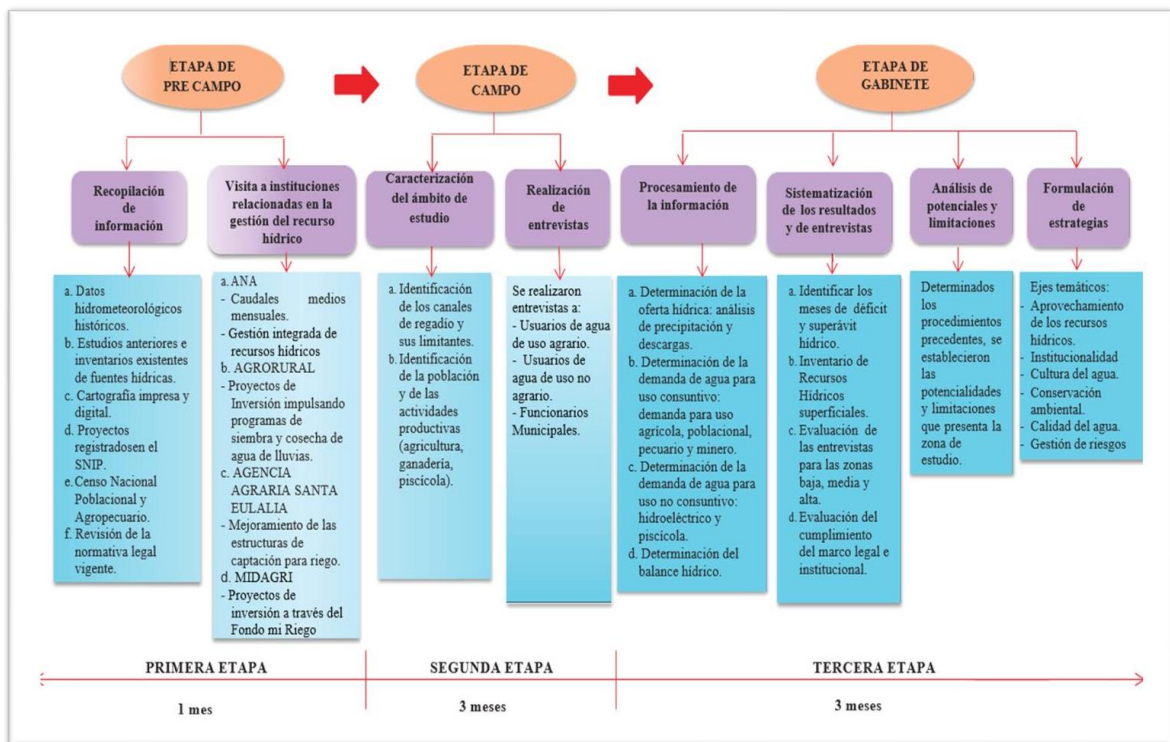 ETAPA DE
PRE CAMPO
ETAPA DE
CAMPO
ETAPA DE
GABINETE
Recopilación
de
información
Visita a instituciones
relacionadas en la
gestión del recurso
hídrico
Caracterización
del ámbito de
estudio
Realización
de
entrevistas
Procesamiento de
la información
Sistematización
de los resultados
y de entrevistas
Análisis de
potenciales y
limitaciones
Formulación
de
estrategias
a. Datos
hidrometeorológicos
históricos.
b. Estudios anteriores e
inventarios existentes
de fuentes hídricas.
c. Cartografía impresa y
digital.
d. Proyectos
registradosen el
SNIP.
e. Censo Nacional
Poblacional y
Agropecuario.
f. Revisión de la
normativa legal
vigente.
a. ANA
- Caudales medios
mensuales.
- Gestión integrada de
recursos hídricos
b. AGRORURAL
- Proyectos de
Inversión impulsando
programas de
siembra y cosecha de
agua de lluvias.
c. AGENCIA
AGRARIA SANTA
EULALIA
- Mejoramiento de las
estructuras de
captación para riego.
d. MIDAGRI
- Proyectos de
inversión a través del
Fondo mi Riego
a. Identificación
de los canales
de regadío y
sus limitantes.
b. Identificación
de la población
y de las
actividades
productivas
(agricultura,
ganadería,
piscícola).
Se realizaron
entrevistas a:
- Usuarios de agua
de uso agrario.
- Usuarios de
agua de uso no
agrario.
- Funcionarios
Municipales.
a. Determinación de la
oferta hídrica: análisis
de precipitación y
descargas.
b. Determinación de la
demanda de agua para
uso consuntivo:
demanda para uso
agrícola, poblacional,
pecuario y minero.
c. Determinación de la
demanda de agua para
uso no consuntivo:
hidroeléctrico y
piscícola.
d. Determinación del
balance hídrico.
a. Identificar los
meses de déficit
y superávit
hídrico.
b. Inventario de
Recursos
Hídricos
superficiales.
c. Evaluación de
las entrevistas
para las zonas
baja, media y
alta.
d. Evaluación del
cumplimiento del
marco legal e
institucional.
Determinados
los
procedimientos
precedentes, se
establecieron
las
potencialidades
y limitaciones
que presenta la
zona de
estudio.
Ejes temáticos:
- Aprovechamiento
de los recursos
hídricos.
- Institucionalidad
- Cultura del agua.
- Conservación
ambiental.
- Calidad del agua.
- Gestión de riesgos
PRIMERA ETAPA
SEGUNDA ETAPA
TERCERA ETAPA
1 mes
3 meses
3 meses